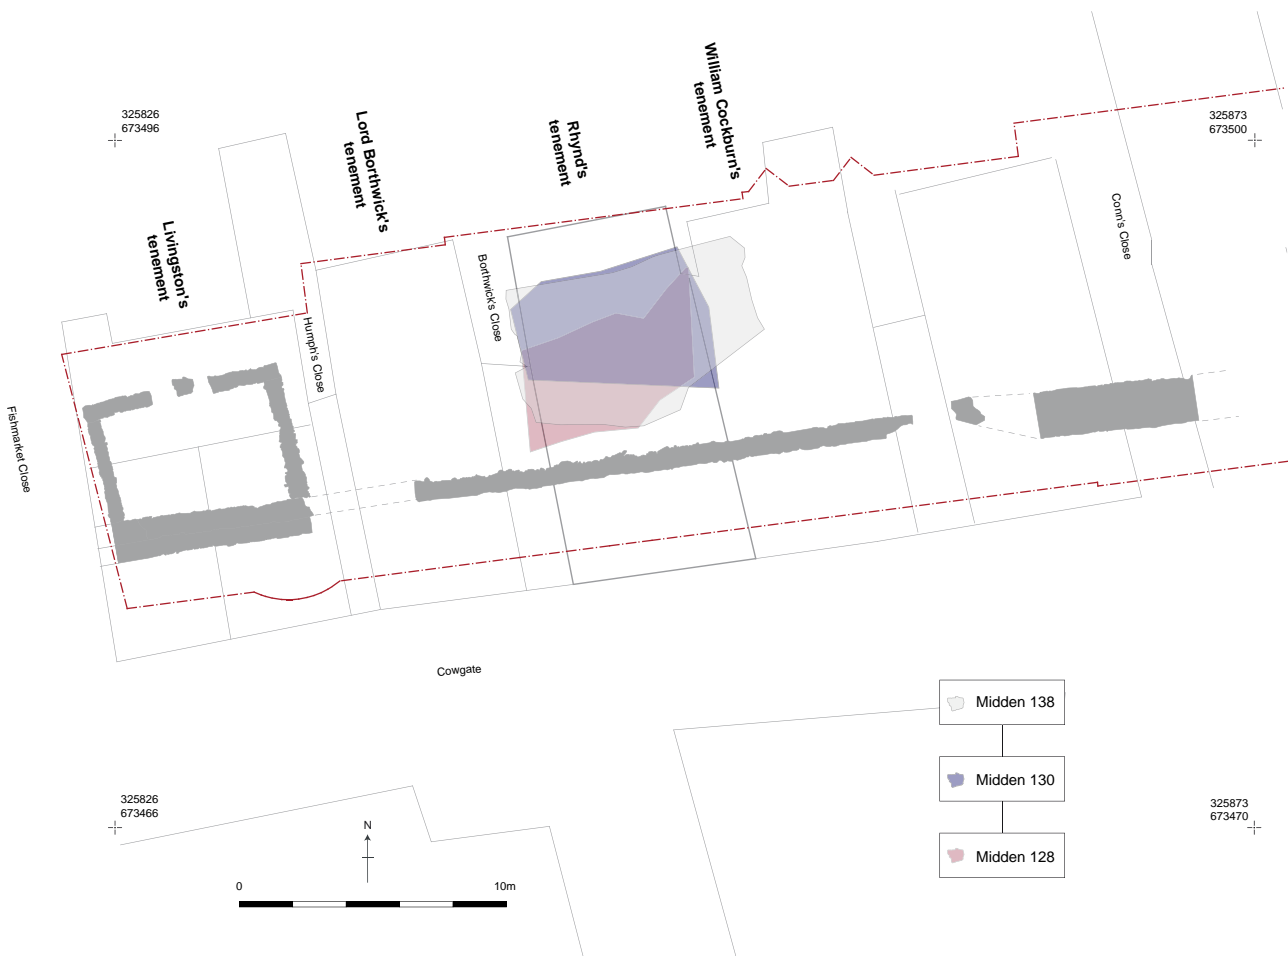 William Cockburn's
tenement
325826
673496
325873
673500
Lord Borthwick's
tenement
Rhynd's
tenement
Livingston's
tenement
Conn's Close
Borthwick's Close
Humph's Close
Fishmarket Close
Cowgate
Midden 138
Midden 130
Midden 128
325826
673466
325873
673470
N
0
10m